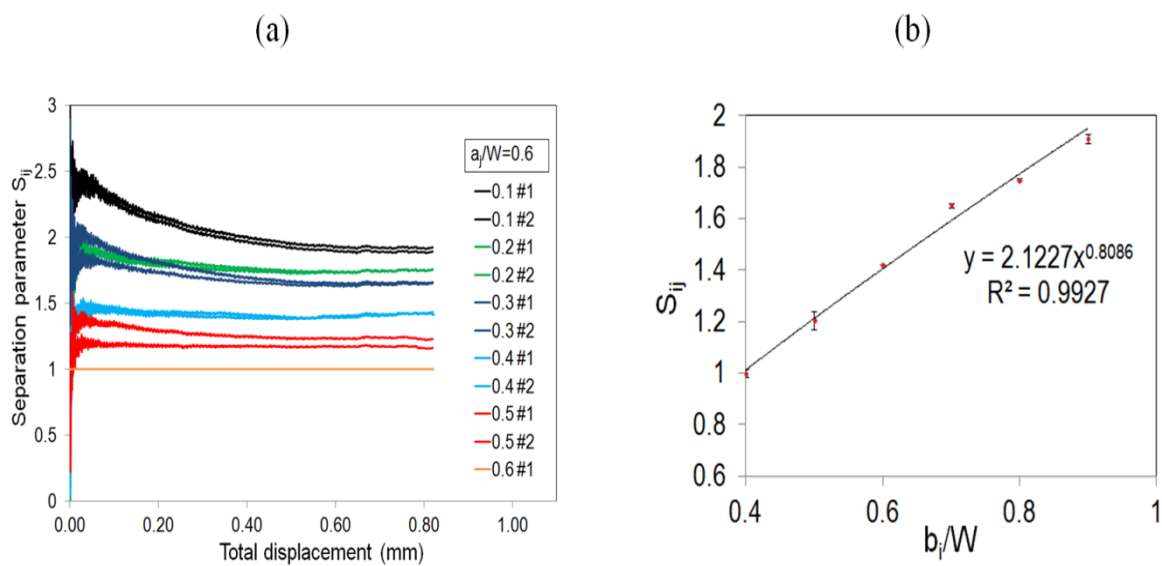 (a)
3
2.5
2
1.5
1
0.5
0
Separation parameter Sij
0.00 0.20 0.40 0.60 0.80 1.00
Total displacement (mm)
aj/W=0.6
0.1 #1
0.1 #2
0.2 #1
0.2 #2
0.3 #1
0.3 #2
0.4 #1
0.4 #2
0.5 #1
0.5 #2
0.6 #1
(b)
2
1.8
1.6
1.4
1.2
1
0.8
0.6
Sij
0.4 0.6 0.8 1
bi/W
y = 2.1227x^0.8086
R² = 0.9927